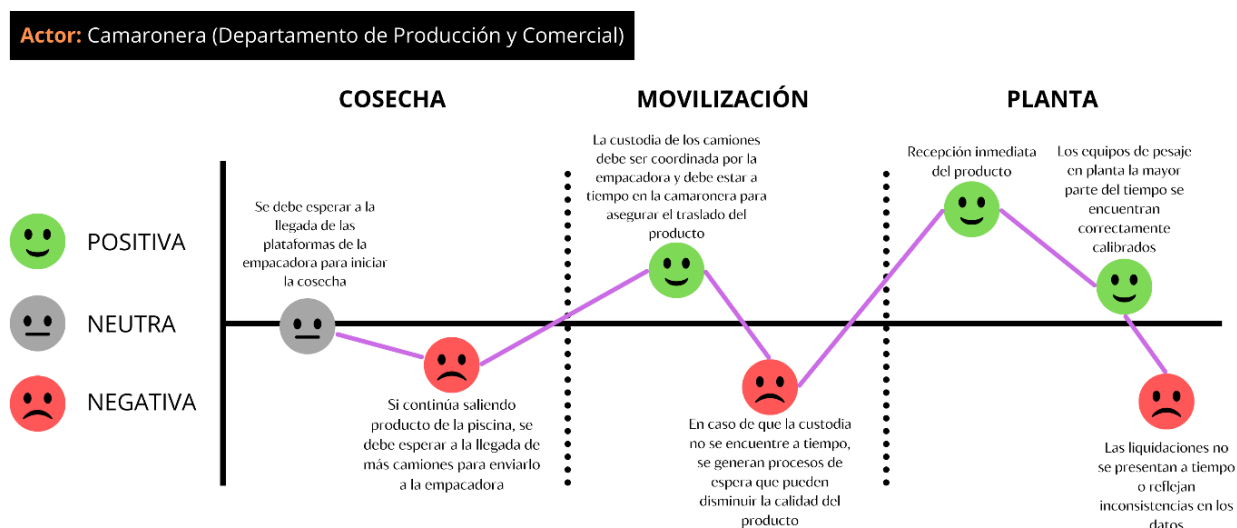 Actor: Camaronera (Departamento de Producción y Comercial)
COSECHA
MOVILIZACIÓN
PLANTA
POSITIVA
NEUTRA
NEGATIVA
Se debe esperar a la
llegada de las
plataformas de la
empacadora para iniciar
la cosecha
Si continúa saliendo
producto de la piscina, se
debe esperar a la llegada de
más camiones para enviarlo
a la empacadora
La custodia de los camiones
debe ser coordinada por la
empacadora y debe estar a
tiempo en la camaronera para
asegurar el traslado del
producto
En caso de que la custodia
no se encuentre a tiempo,
se generan procesos de
espera que pueden
disminuir la calidad del
producto
Recepción inmediata
del producto
Los equipos de pesaje
en planta la mayor
parte del tiempo se
encuentran
correctamente
calibrados
Las liquidaciones no
se presentan a tiempo
o reflejan
inconsistencias en los
datos